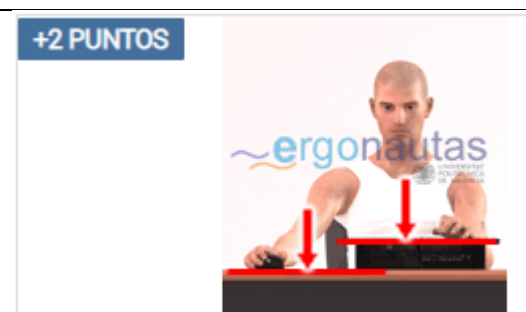 +2 PUNTOS
ergonautas
UNIVERSITAT
POLITÈCNICA
DE VALÈNCIA